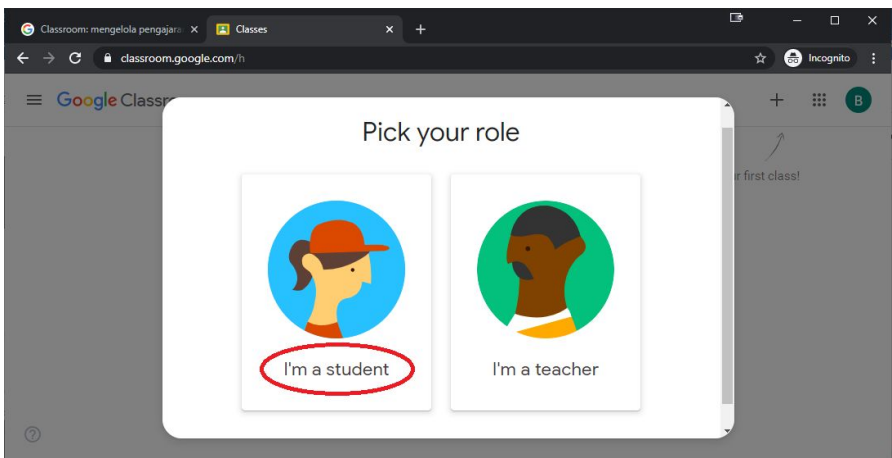 Classroom: mengelola pengajara
Classes
classroom.google.com/h
Incognito
Google Classr
B
Pick your role
r first class!
I'm a student
I'm a teacher
?